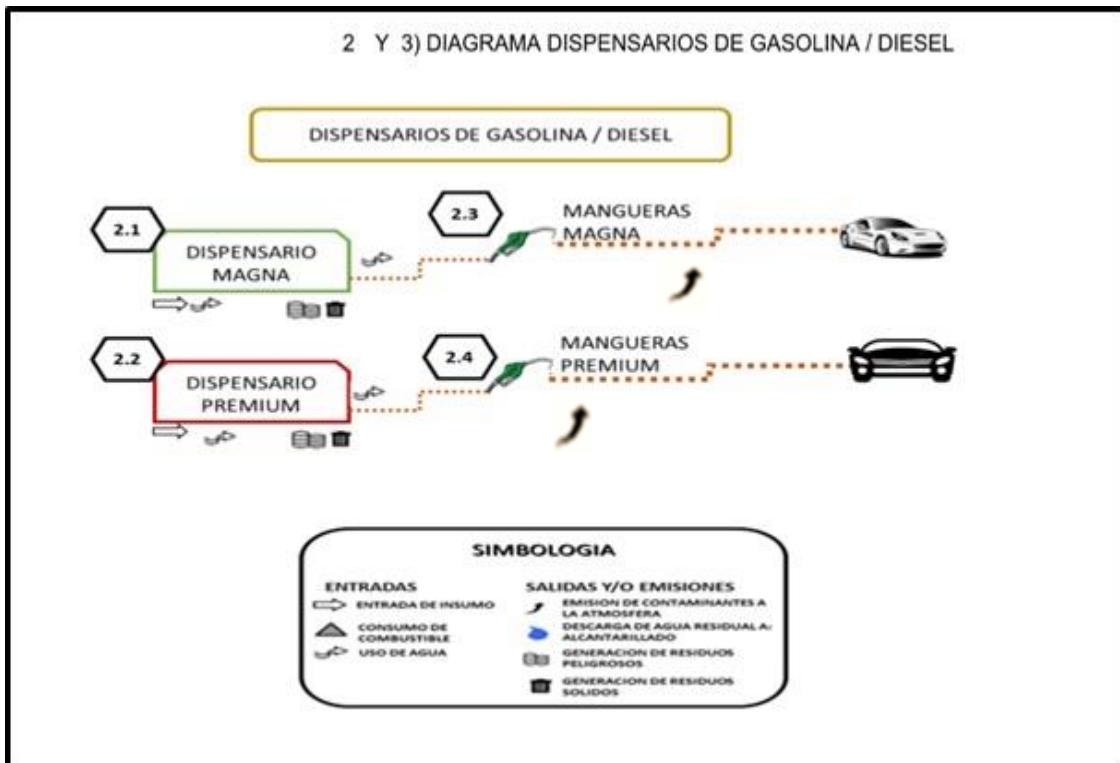 2 Y 3) DIAGRAMA DISPENSARIOS DE GASOLINA / DIESEL
DISPENSARIOS DE GASOLINA / DIESEL
2.1
DISPENSARIO
MAGNA
2.3
MANGUERAS
MAGNA
2.2
DISPENSARIO
PREMIUM
2.4
MANGUERAS
PREMIUM
SIMBOLOGIA
ENTRADAS
ENTRADA DE INSUMO
CONSUMO DE
COMBUSTIBLE
USO DE AGUA
SALIDAS Y/O EMISIONES
EMISION DE CONTAMINANTES A
LA ATMOSFERA
DESCARGA DE AGUA RESIDUAL A:
ALCANTARILLADO
GENERACION DE RESIDUOS
PELIGROSOS
GENERACION DE RESIDUOS
SOLIDOS